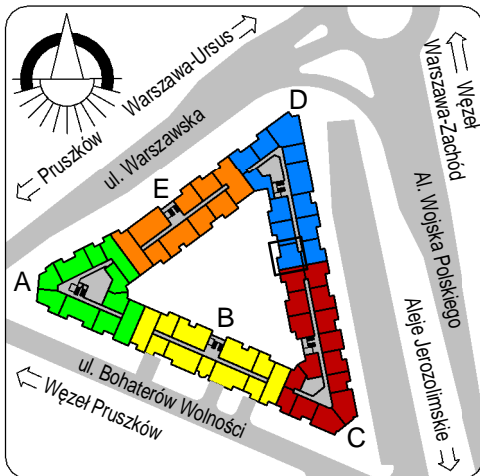 Warszawa-Ursus
Pruszków
ul. Warszawska
Węzeł
Warszawa-Zachód
Al. Wojska Polskiego
Aleje Jerozolimskie
D
E
A
B
C
ul. Bohaterów Wolności
Węzeł Pruszków